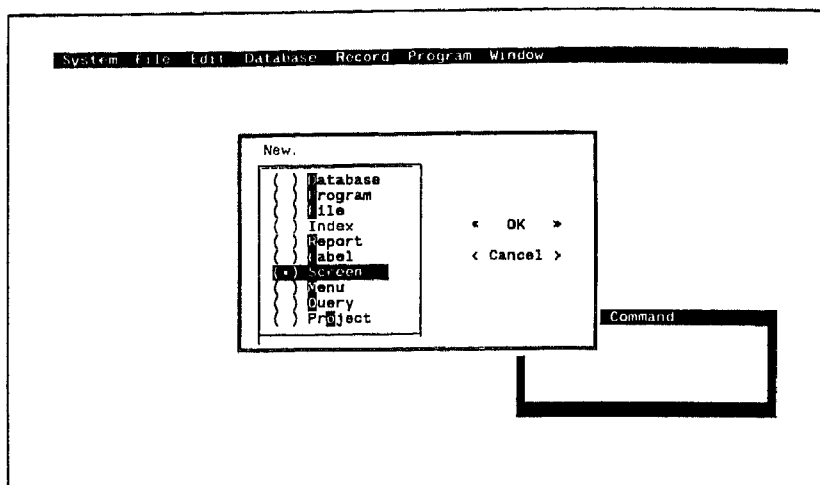 System File Edit Database Record Program Window
New.
( ) Database
( ) Program
( ) File
( ) Index
( ) Report
( ) Label
(•) Screen
( ) Menu
( ) Query
( ) Project
« OK »
< Cancel >
Command